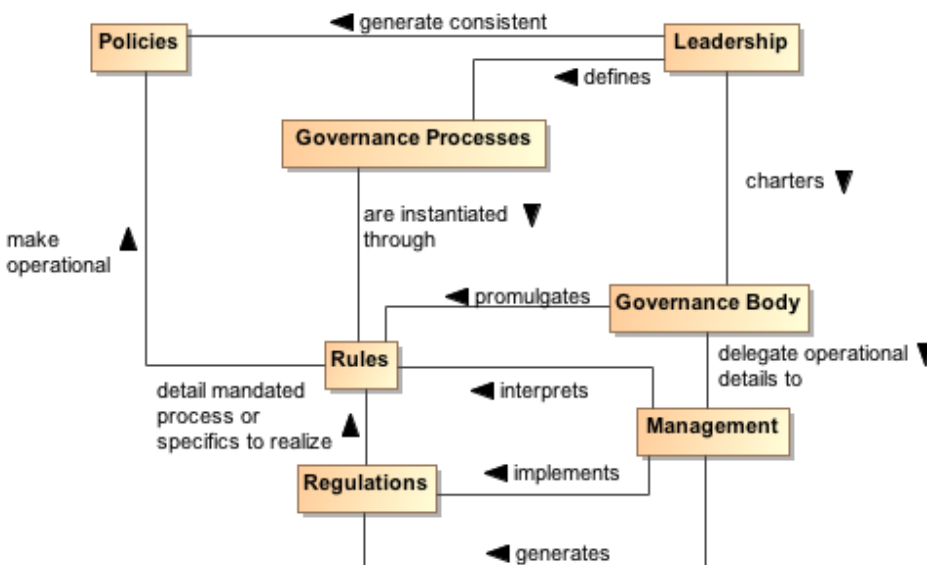 generate consistent
Policies
Leadership
defines
Governance Processes
charters
are instantiated
through
make
operational
promulgates
Governance Body
Rules
delegate operational
details to
detail mandated
process or
specifics to realize
interprets
Management
Regulations
implements
generates